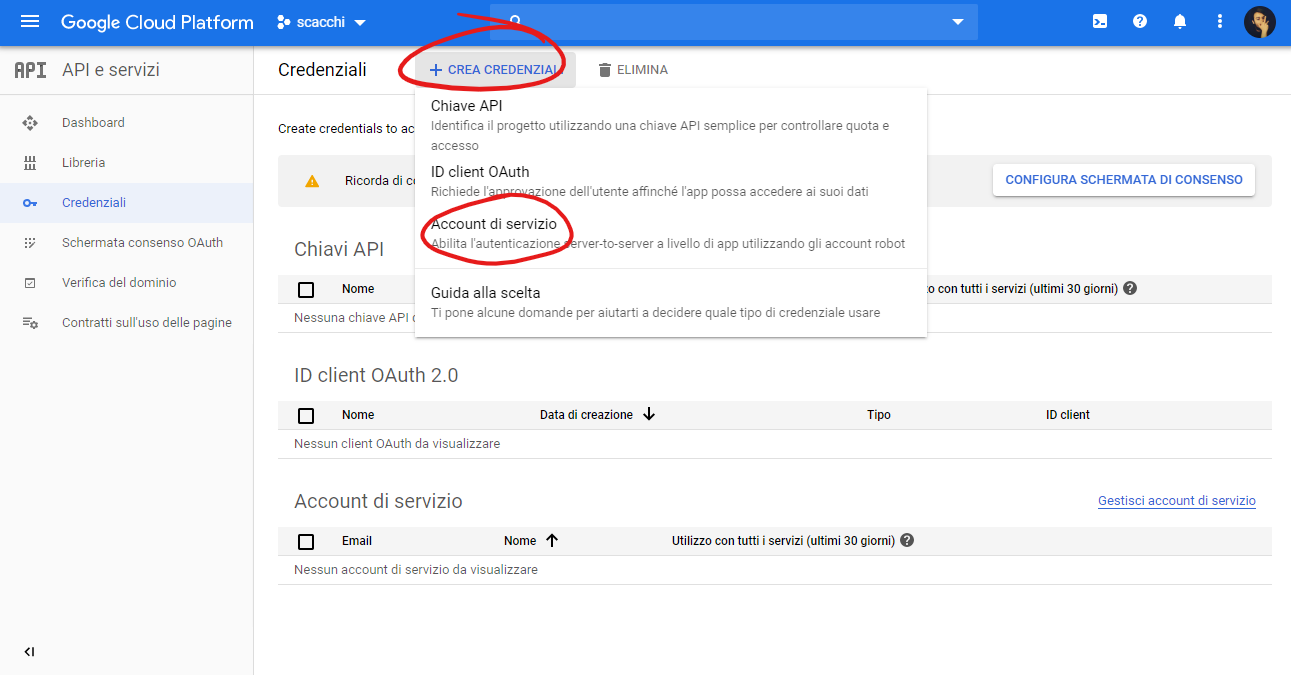 Google Cloud Platform
scacchi
API
API e servizi
Credenziali
CREA CREDENZIALI
ELIMINA
Dashboard
Libreria
Credenziali
Schermata consenso OAuth
Verifica del dominio
Contratti sull'uso delle pagine
Create credentials to ac
Chiave API
Identifica il progetto utilizzando una chiave API semplice per controllare quota e
accesso
ID client OAuth
Richiede l'approvazione dell'utente affinché l'app possa accedere ai suoi dati
Account di servizio
Abilita l'autenticazione server-to-server a livello di app utilizzando gli account robot
Guida alla scelta
Ti pone alcune domande per aiutarti a decidere quale tipo di credenziale usare
Ricorda di co
CONFIGURA SCHERMATA DI CONSENSO
Chiavi API
Nome
o con tutti i servizi (ultimi 30 giorni)
Nessuna chiave API
ID client OAuth 2.0
Nome Data di creazione Tipo ID client
Nessun client OAuth da visualizzare
Account di servizio
Gestisci account di servizio
Email Nome Utilizzo con tutti i servizi (ultimi 30 giorni)
Nessun account di servizio da visualizzare